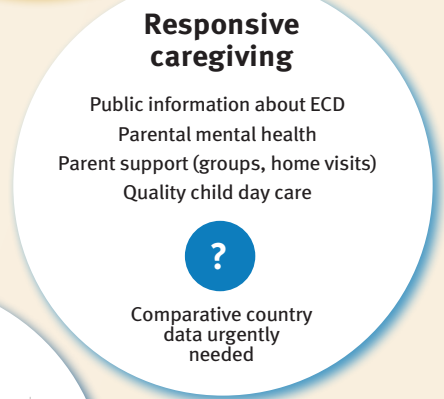 Responsive
caregiving
Public information about ECD
Parental mental health
Parent support (groups, home visits)
Quality child day care
?
Comparative country
data urgently
needed